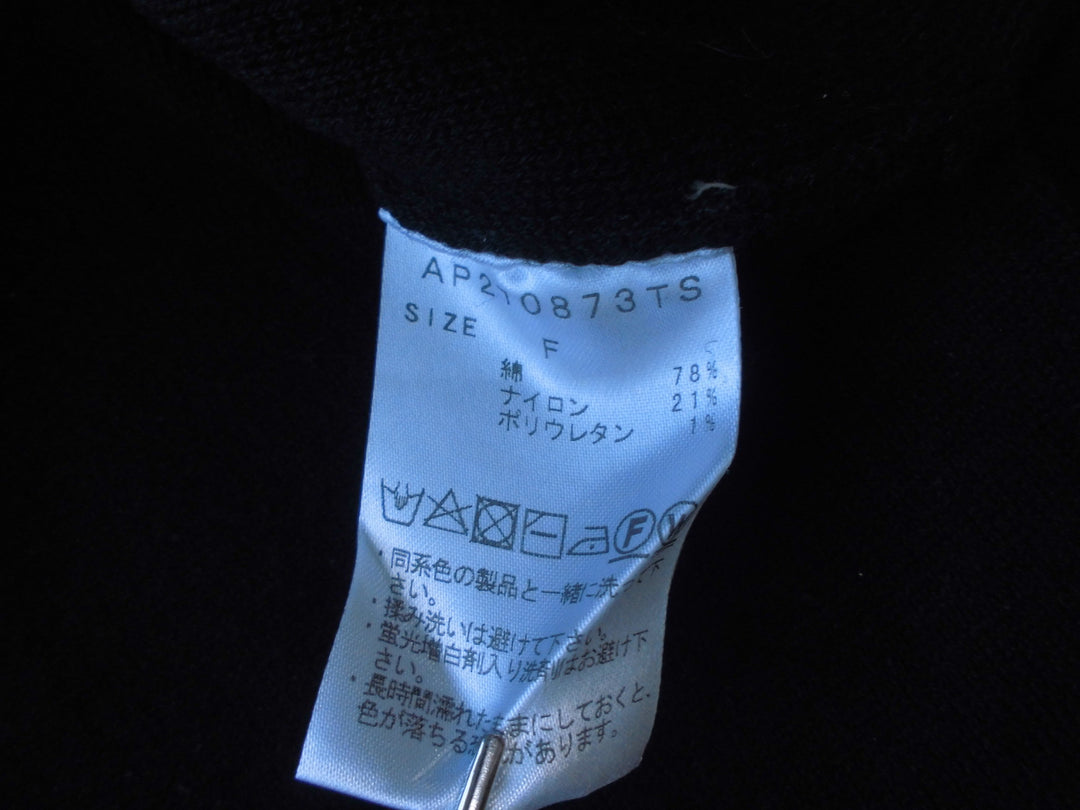 AP210873TS
SIZE
F
綿 78%
ナイロン 21%
ポリウレタン 1%
F
・同系色の製品と一緒に洗って下
さい。
・揉み洗いは避けて下さい。
・蛍光増白剤入り洗剤はお避け下
さい。
・長時間濡れたままにしておくと、
色が落ちる があります。